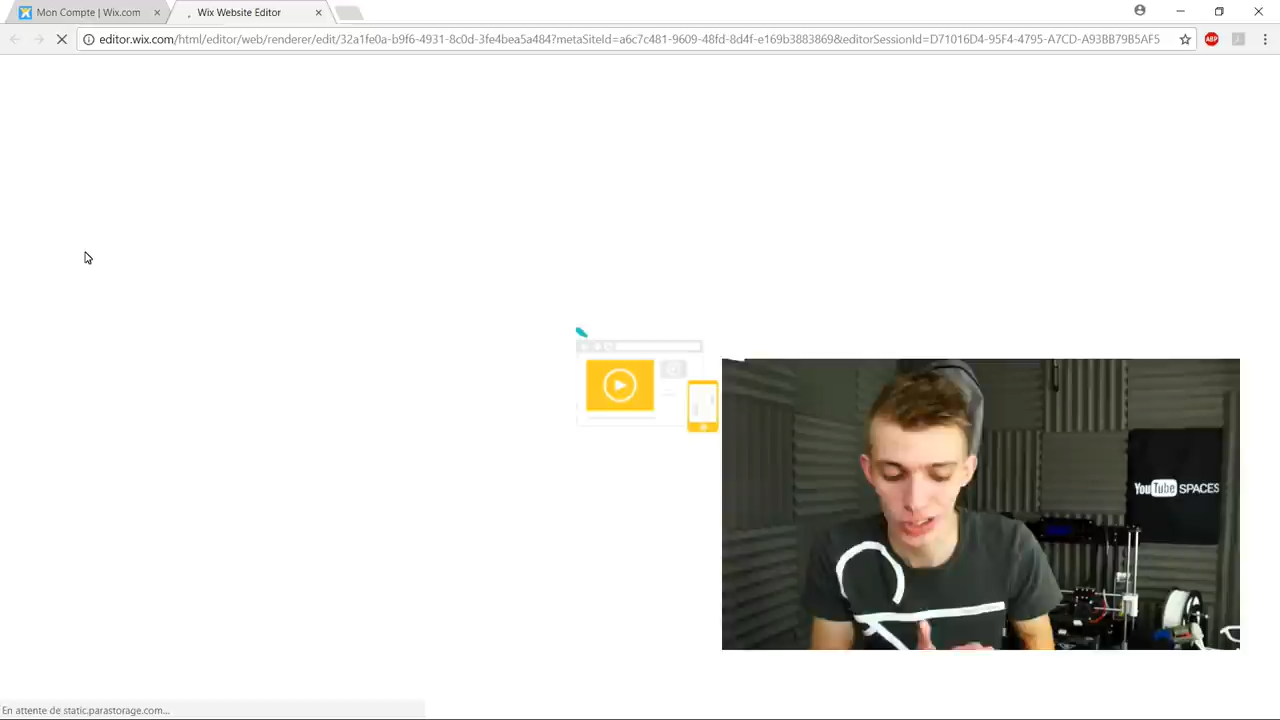 Mon Compte | Wix.com
Wix Website Editor
editor.wix.com/html/editor/web/renderer/edit/32a1fe0a-b9f6-4931-8c0d-3fe4bea5a484?metaSiteId=a6c7c481-9609-48fd-8d4f-e169b3883869&editorSessionId=D71016D4-95F4-4795-A7CD-A93BB79B5AF5
ABP
YouTube SPACES
En attente de static.parastorage.com...